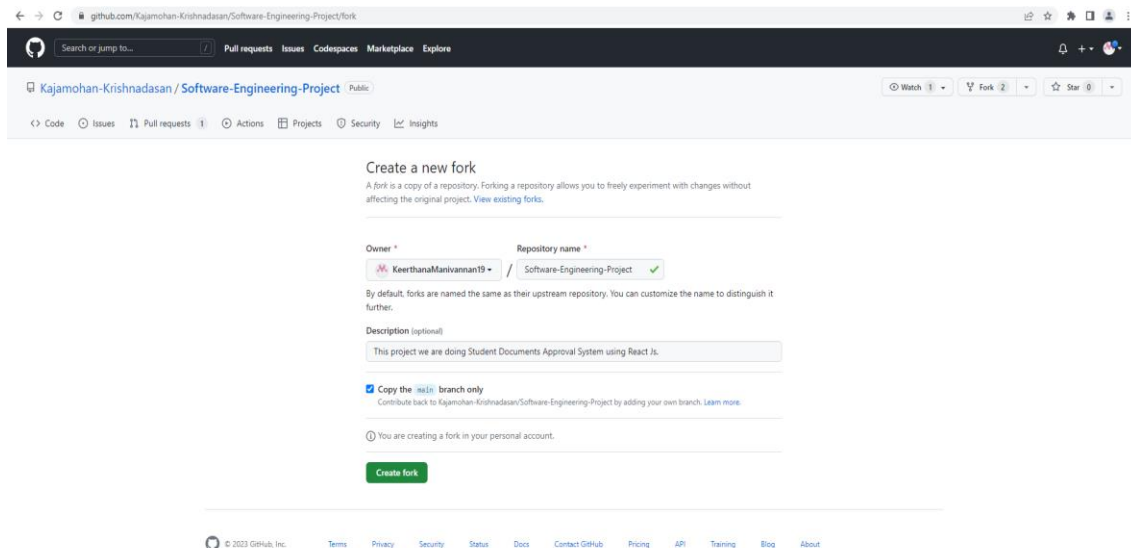 github.com/Kajamohan-Krishnadasan/Software-Engineering-Project/fork
Search or jump to... / Pull requests Issues Codespaces Marketplace Explore
Kajamohan-Krishnadasan / Software-Engineering-Project Public Watch 1 Fork 2 Star 0
Code Issues Pull requests 1 Actions Projects Security Insights
Create a new fork
A fork is a copy of a repository. Forking a repository allows you to freely experiment with changes without
affecting the original project. View existing forks.
Owner * Repository name *
KeerthanaManivannan19 / Software-Engineering-Project
By default, forks are named the same as their upstream repository. You can customize the name to distinguish it
further.
Description (optional)
This project we are doing Student Documents Approval System using React Js.
Copy the main branch only
Contribute back to Kajamohan-Krishnadasan/Software-Engineering-Project by adding your own branch. Learn more.
You are creating a fork in your personal account.
Create fork
© 2023 GitHub, Inc. Terms Privacy Security Status Docs Contact GitHub Pricing API Training Blog About